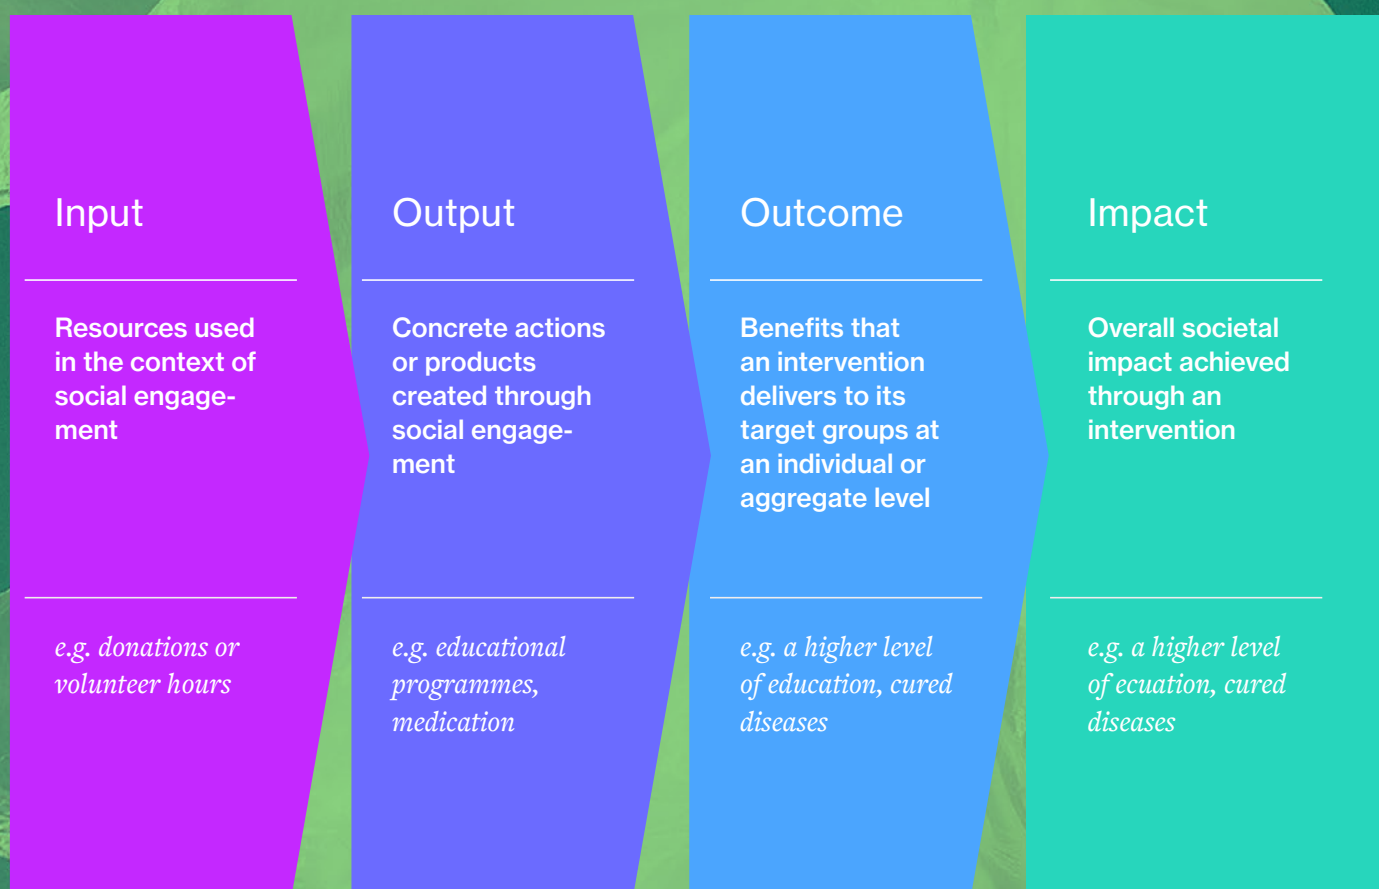 Input
Resources used
in the context of
social engage-
ment
e.g. donations or
volunteer hours
Output
Concrete actions
or products
created through
social engage-
ment
e.g. educational
programmes,
medication
Outcome
Benefits that
an intervention
delivers to its
target groups at
an individual or
aggregate level
e.g. a higher level
of education, cured
diseases
Impact
Overall societal
impact achieved
through an
intervention
e.g. a higher level
of ecuation, cured
diseases